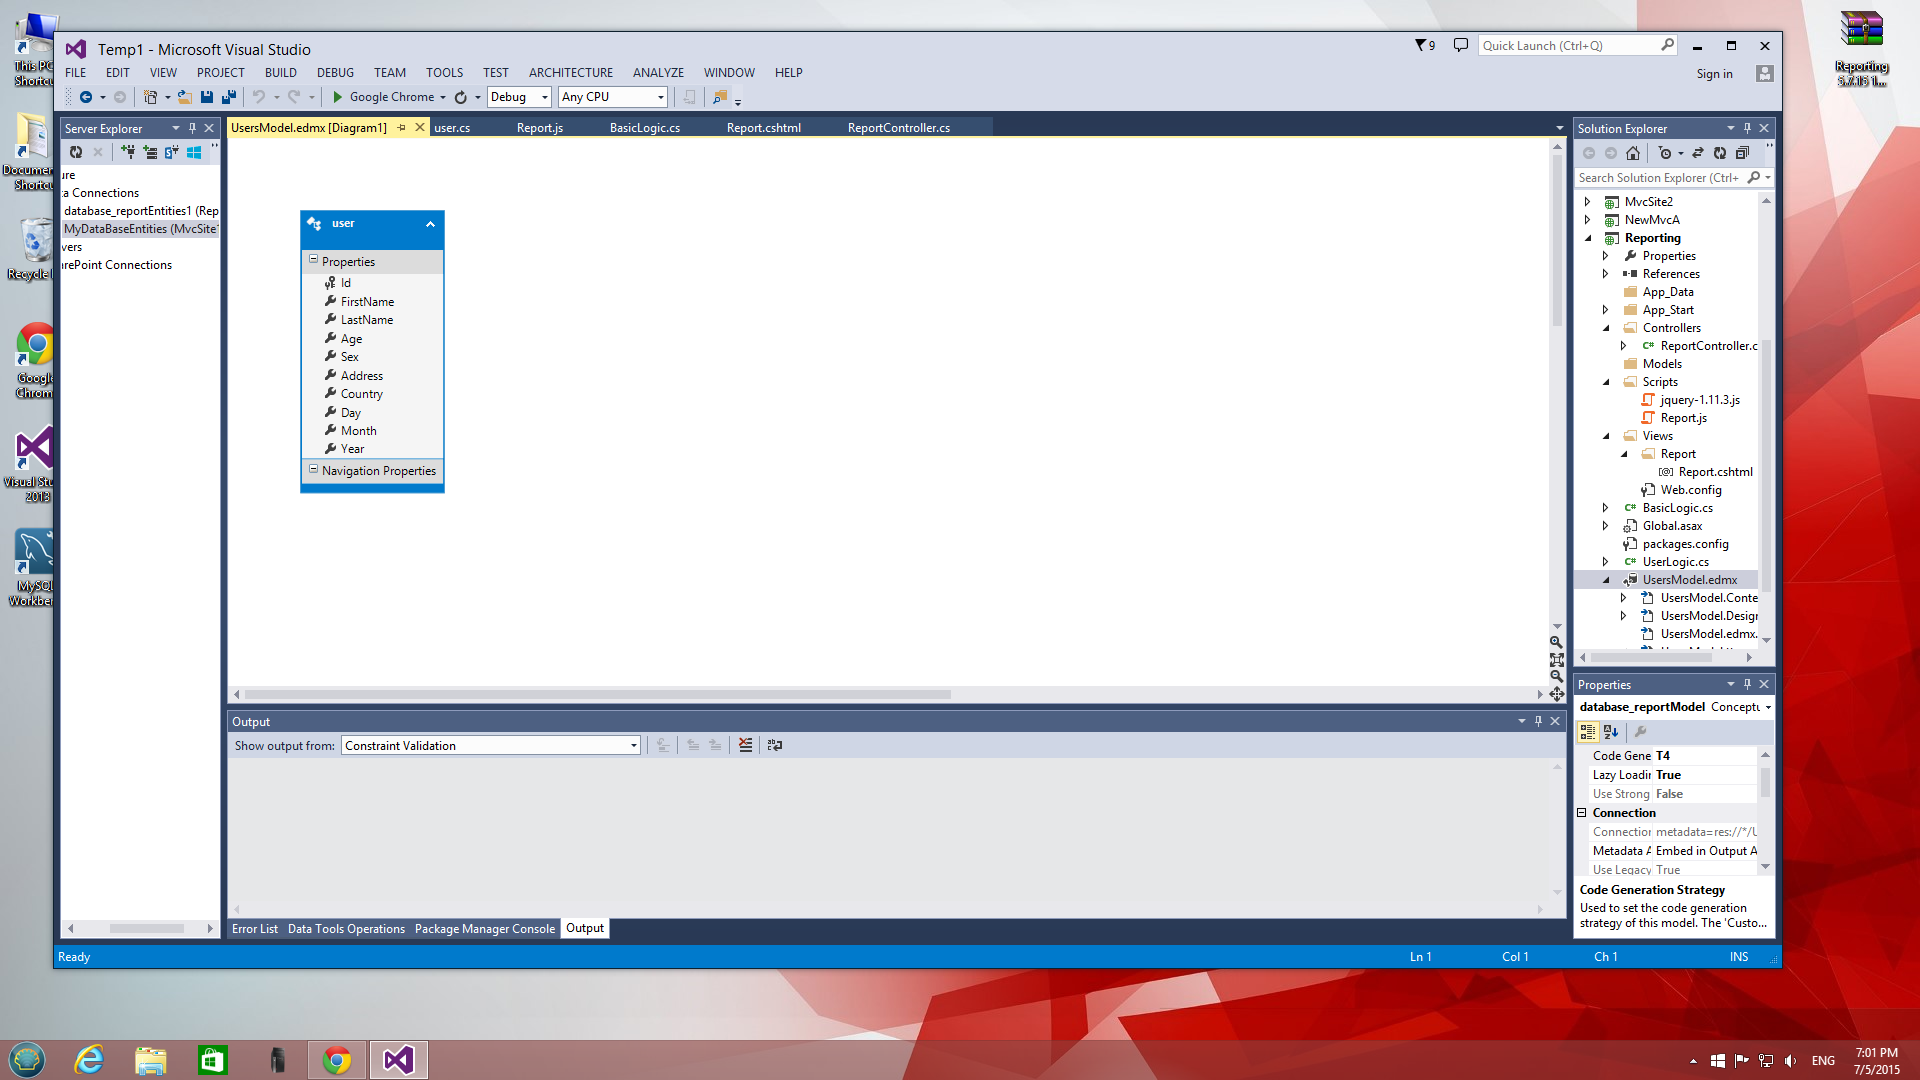 This PC
Shortcu
Documen
Shortcu
Recycle
Google
Chrom
Visual Stu
2013
MySQL
Workben
Reporting
5.7.15 1...
Temp1 - Microsoft Visual Studio
9
Quick Launch (Ctrl+Q)
FILE EDIT VIEW PROJECT BUILD DEBUG TEAM TOOLS TEST ARCHITECTURE ANALYZE WINDOW HELP
Sign in
Google Chrome Debug Any CPU
Server Explorer
ure
ta Connections
database_reportEntities1 (Rep
MyDataBaseEntities (MvcSite
vers
arePoint Connections
UsersModel.edmx [Diagram1] user.cs Report.js BasicLogic.cs Report.cshtml ReportController.cs
user
Properties
Id
FirstName
LastName
Age
Sex
Address
Country
Day
Month
Year
Navigation Properties
Output
Show output from: Constraint Validation
Error List Data Tools Operations Package Manager Console Output
Solution Explorer
Search Solution Explorer (Ctrl+
MvcSite2
NewMvcA
Reporting
Properties
References
App_Data
App_Start
Controllers
C# ReportController.c
Models
Scripts
jquery-1.11.3.js
Report.js
Views
Report
[@] Report.cshtml
Web.config
C# BasicLogic.cs
Global.asax
packages.config
C# UserLogic.cs
UsersModel.edmx
UsersModel.Conte
UsersModel.Desig
UsersModel.edmx.
Properties
database_reportModel Conceptu
Code Gene T4
Lazy Loadin True
Use Strong False
Connection
Connection metadata=res://*/U
Metadata A Embed in Output A
Use Legacy True
Code Generation Strategy
Used to set the code generation
strategy of this model. The 'Custo...
Ready Ln 1 Col 1 Ch 1 INS
ENG
7:01 PM
7/5/2015